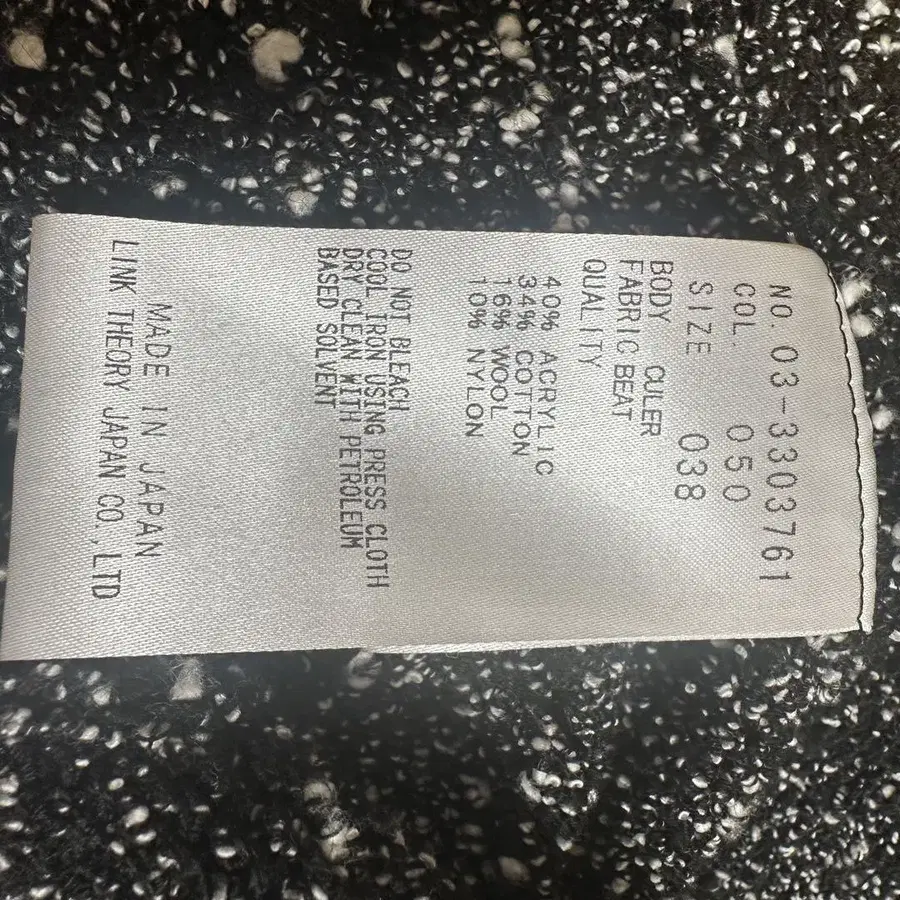 NO. 03-3303761
COL. 050
SIZE 038
BODY CULER
FABRIC BEAT
QUALITY
40% ACRYLIC
34% COTTON
16% WOOL
10% NYLON
DO NOT BLEACH
COOL IRON USING PRESS CLOTH
DRY CLEAN WITH PETROLEUM
BASED SOLVENT
MADE IN JAPAN
LINK THEORY JAPAN CO., LTD